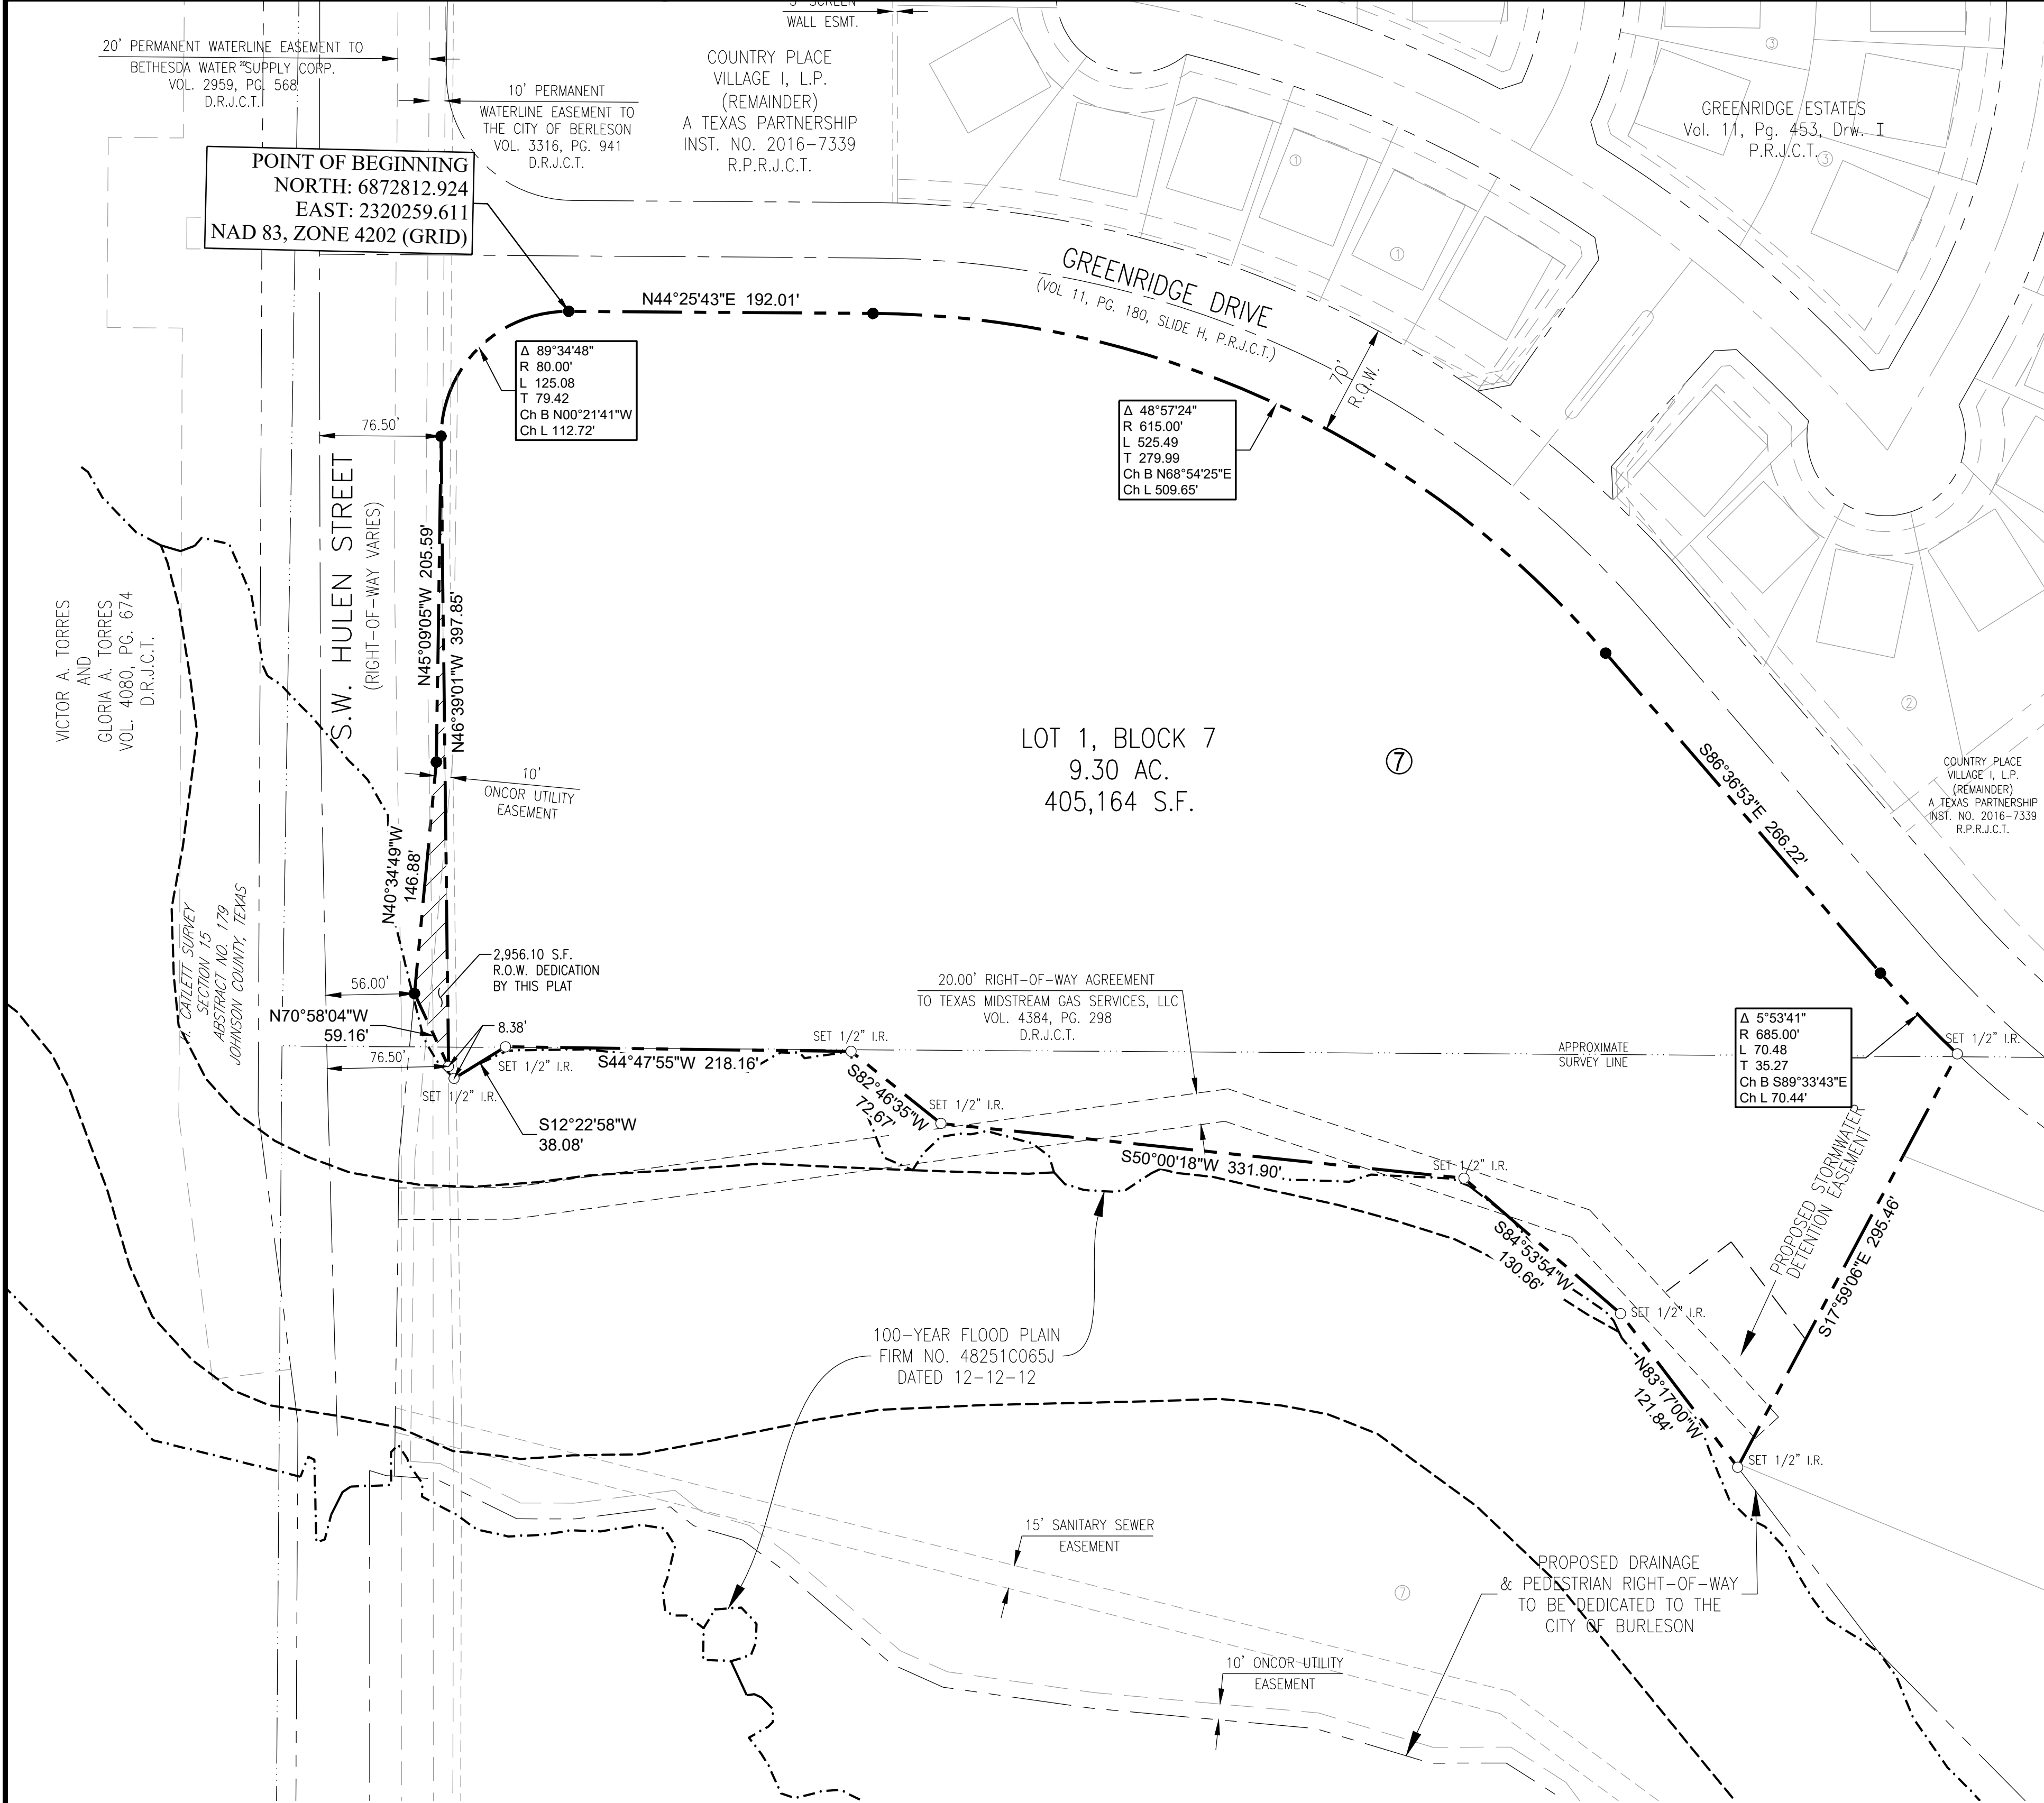 5' SCREEN
WALL ESMT.
20' PERMANENT WATERLINE EASEMENT TO
BETHESDA WATER SUPPLY CORP.
VOL. 2959, PG. 568
D.R.J.C.T.
10' PERMANENT
WATERLINE EASEMENT TO
THE CITY OF BERLESON
VOL. 3316, PG. 941
D.R.J.C.T.
COUNTRY PLACE
VILLAGE I, L.P.
(REMAINDER)
A TEXAS PARTNERSHIP
INST. NO. 2016-7339
R.P.R.J.C.T.
GREENRIDGE ESTATES
Vol. 11, Pg. 453, Drw. I
P.R.J.C.T.
3
3
1
1
POINT OF BEGINNING
NORTH: 6872812.924
EAST: 2320259.611
NAD 83, ZONE 4202 (GRID)
GREENRIDGE DRIVE
(VOL 11, PG. 180, SLIDE H, P.R.J.C.T.)
70'
R.O.W.
N44°25'43"E 192.01'
Δ 89°34'48"
R 80.00'
L 125.08
T 79.42
Ch B N00°21'41"W
Ch L 112.72'
Δ 48°57'24"
R 615.00'
L 525.49
T 279.99
Ch B N68°54'25"E
Ch L 509.65'
76.50'
S.W. HULEN STREET
(RIGHT-OF-WAY VARIES)
N45°09'05"W 205.59'
N46°39'01"W 397.85'
VICTOR A. TORRES
AND
GLORIA A. TORRES
VOL. 4080, PG. 674
D.R.J.C.T.
10'
ONCOR UTILITY
EASEMENT
LOT 1, BLOCK 7
9.30 AC.
405,164 S.F.
7
2
S86°36'53"E 266.22'
COUNTRY PLACE
VILLAGE I, L.P.
(REMAINDER)
A TEXAS PARTNERSHIP
INST. NO. 2016-7339
R.P.R.J.C.T.
N40°34'49"W
146.88'
CATLETT SURVEY
SECTION 15
ABSTRACT NO. 179
JOHNSON COUNTY, TEXAS
2,956.10 S.F.
R.O.W. DEDICATION
BY THIS PLAT
56.00'
N70°58'04"W
59.16'
76.50'
8.38'
SET 1/2" I.R.
SET 1/2" I.R.
S12°22'58"W
38.08'
S44°47'55"W 218.16'
SET 1/2" I.R.
20.00' RIGHT-OF-WAY AGREEMENT
TO TEXAS MIDSTREAM GAS SERVICES, LLC
VOL. 4384, PG. 298
D.R.J.C.T.
APPROXIMATE
SURVEY LINE
Δ 5°53'41"
R 685.00'
L 70.48
T 35.27
Ch B S89°33'43"E
Ch L 70.44'
SET 1/2" I.R.
S82°46'35"W
72.67'
SET 1/2" I.R.
S50°00'18"W 331.90'
SET 1/2" I.R.
PROPOSED STORMWATER
DETENTION EASEMENT
S17°59'06"E 295.46'
S84°53'54"W
130.66'
SET 1/2" I.R.
100-YEAR FLOOD PLAIN
FIRM NO. 48251C065J
DATED 12-12-12
N83°17'00"W
121.84'
SET 1/2" I.R.
15' SANITARY SEWER
EASEMENT
7
PROPOSED DRAINAGE
& PEDESTRIAN RIGHT-OF-WAY
TO BE DEDICATED TO THE
CITY OF BURLESON
10' ONCOR UTILITY
EASEMENT